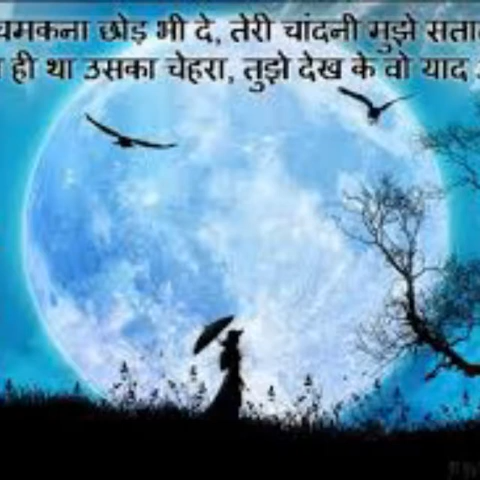 चमकना छोड़ भी दे, तेरी चांदनी मुझे
ही था उसका चेहरा, तुझे देख के वो याद